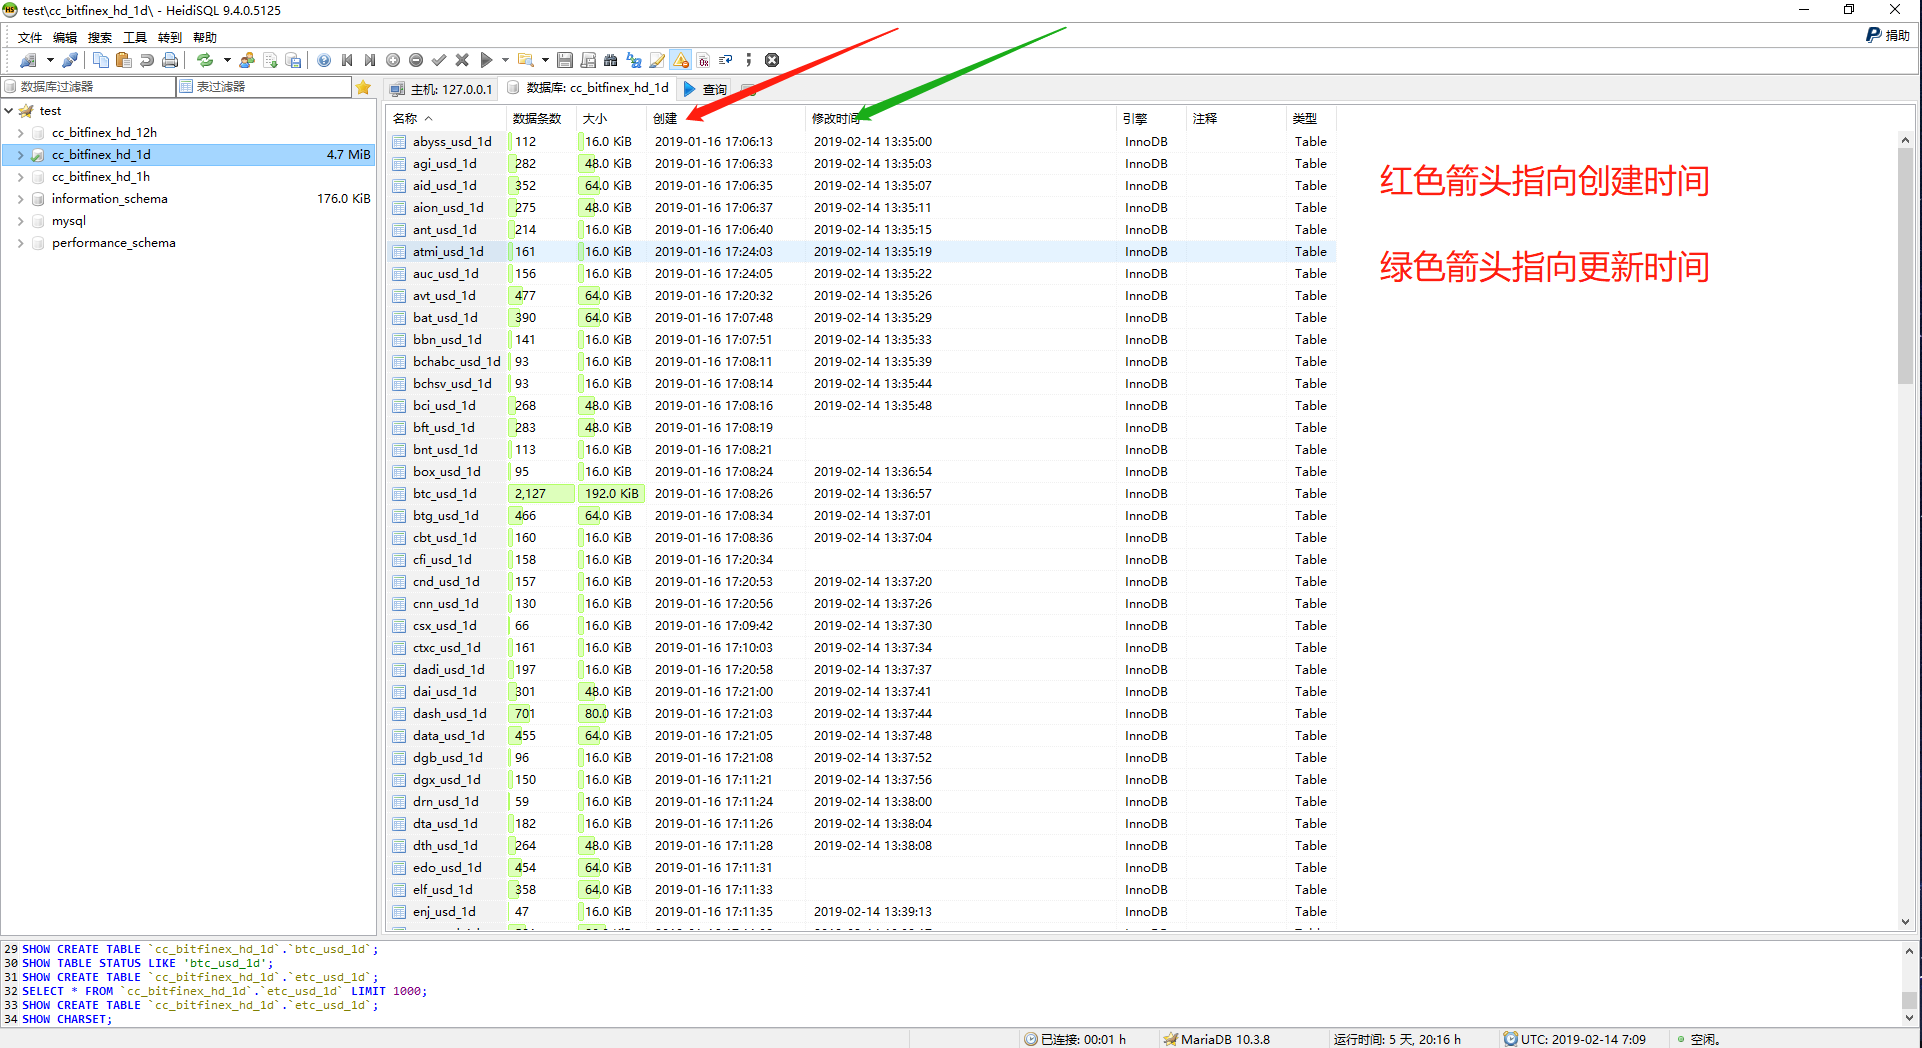 test\cc_bitfinex_hd_1d\ - HeidiSQL 9.4.0.5125
文件 编辑 搜索 工具 转到 帮助 捐助
数据库过滤器 表过滤器 主机: 127.0.0.1 数据库: cc_bitfinex_hd_1d 查询
test
cc_bitfinex_hd_12h
cc_bitfinex_hd_1d 4.7 MiB
cc_bitfinex_hd_1h
information_schema 176.0 KiB
mysql
performance_schema
名称 数据条数 大小 创建 修改时间 引擎 注释 类型
abyss_usd_1d 112 16.0 KiB 2019-01-16 17:06:13 2019-02-14 13:35:00 InnoDB Table
agi_usd_1d 282 48.0 KiB 2019-01-16 17:06:33 2019-02-14 13:35:03 InnoDB Table
aid_usd_1d 352 64.0 KiB 2019-01-16 17:06:35 2019-02-14 13:35:07 InnoDB Table
aion_usd_1d 275 48.0 KiB 2019-01-16 17:06:37 2019-02-14 13:35:11 InnoDB Table
ant_usd_1d 214 16.0 KiB 2019-01-16 17:06:40 2019-02-14 13:35:15 InnoDB Table
atmi_usd_1d 161 16.0 KiB 2019-01-16 17:24:03 2019-02-14 13:35:19 InnoDB Table
auc_usd_1d 156 16.0 KiB 2019-01-16 17:24:05 2019-02-14 13:35:22 InnoDB Table
avt_usd_1d 477 64.0 KiB 2019-01-16 17:20:32 2019-02-14 13:35:26 InnoDB Table
bat_usd_1d 390 64.0 KiB 2019-01-16 17:07:48 2019-02-14 13:35:29 InnoDB Table
bbn_usd_1d 141 16.0 KiB 2019-01-16 17:07:51 2019-02-14 13:35:33 InnoDB Table
bchabc_usd_1d 93 16.0 KiB 2019-01-16 17:08:11 2019-02-14 13:35:39 InnoDB Table
bchsv_usd_1d 93 16.0 KiB 2019-01-16 17:08:14 2019-02-14 13:35:44 InnoDB Table
bci_usd_1d 268 48.0 KiB 2019-01-16 17:08:16 2019-02-14 13:35:48 InnoDB Table
bft_usd_1d 283 48.0 KiB 2019-01-16 17:08:19 InnoDB Table
bnt_usd_1d 113 16.0 KiB 2019-01-16 17:08:21 InnoDB Table
box_usd_1d 95 16.0 KiB 2019-01-16 17:08:24 2019-02-14 13:36:54 InnoDB Table
btc_usd_1d 2,127 192.0 KiB 2019-01-16 17:08:26 2019-02-14 13:36:57 InnoDB Table
btg_usd_1d 466 64.0 KiB 2019-01-16 17:08:34 2019-02-14 13:37:01 InnoDB Table
cbt_usd_1d 160 16.0 KiB 2019-01-16 17:08:36 2019-02-14 13:37:04 InnoDB Table
cfi_usd_1d 158 16.0 KiB 2019-01-16 17:20:34 InnoDB Table
cnd_usd_1d 157 16.0 KiB 2019-01-16 17:20:53 2019-02-14 13:37:20 InnoDB Table
cnn_usd_1d 130 16.0 KiB 2019-01-16 17:20:56 2019-02-14 13:37:26 InnoDB Table
csx_usd_1d 66 16.0 KiB 2019-01-16 17:09:42 2019-02-14 13:37:30 InnoDB Table
ctxc_usd_1d 161 16.0 KiB 2019-01-16 17:10:03 2019-02-14 13:37:34 InnoDB Table
dadi_usd_1d 197 16.0 KiB 2019-01-16 17:20:58 2019-02-14 13:37:37 InnoDB Table
dai_usd_1d 301 48.0 KiB 2019-01-16 17:21:00 2019-02-14 13:37:41 InnoDB Table
dash_usd_1d 701 80.0 KiB 2019-01-16 17:21:03 2019-02-14 13:37:44 InnoDB Table
data_usd_1d 455 64.0 KiB 2019-01-16 17:21:05 2019-02-14 13:37:48 InnoDB Table
dgb_usd_1d 96 16.0 KiB 2019-01-16 17:21:08 2019-02-14 13:37:52 InnoDB Table
dgx_usd_1d 150 16.0 KiB 2019-01-16 17:11:21 2019-02-14 13:37:56 InnoDB Table
drn_usd_1d 59 16.0 KiB 2019-01-16 17:11:24 2019-02-14 13:38:00 InnoDB Table
dta_usd_1d 182 16.0 KiB 2019-01-16 17:11:26 2019-02-14 13:38:04 InnoDB Table
dth_usd_1d 264 48.0 KiB 2019-01-16 17:11:28 2019-02-14 13:38:08 InnoDB Table
edo_usd_1d 454 64.0 KiB 2019-01-16 17:11:31 InnoDB Table
elf_usd_1d 358 64.0 KiB 2019-01-16 17:11:33 InnoDB Table
enj_usd_1d 47 16.0 KiB 2019-01-16 17:11:35 2019-02-14 13:39:13 InnoDB Table
红色箭头指向创建时间
绿色箭头指向更新时间
29 SHOW CREATE TABLE `cc_bitfinex_hd_1d`.`btc_usd_1d`;
30 SHOW TABLE STATUS LIKE 'btc_usd_1d';
31 SHOW CREATE TABLE `cc_bitfinex_hd_1d`.`etc_usd_1d`;
32 SELECT * FROM `cc_bitfinex_hd_1d`.`etc_usd_1d` LIMIT 1000;
33 SHOW CREATE TABLE `cc_bitfinex_hd_1d`.`etc_usd_1d`;
34 SHOW CHARSET;
已连接: 00:01 h MariaDB 10.3.8 运行时间: 5 天, 20:16 h UTC: 2019-02-14 7:09 空闲。